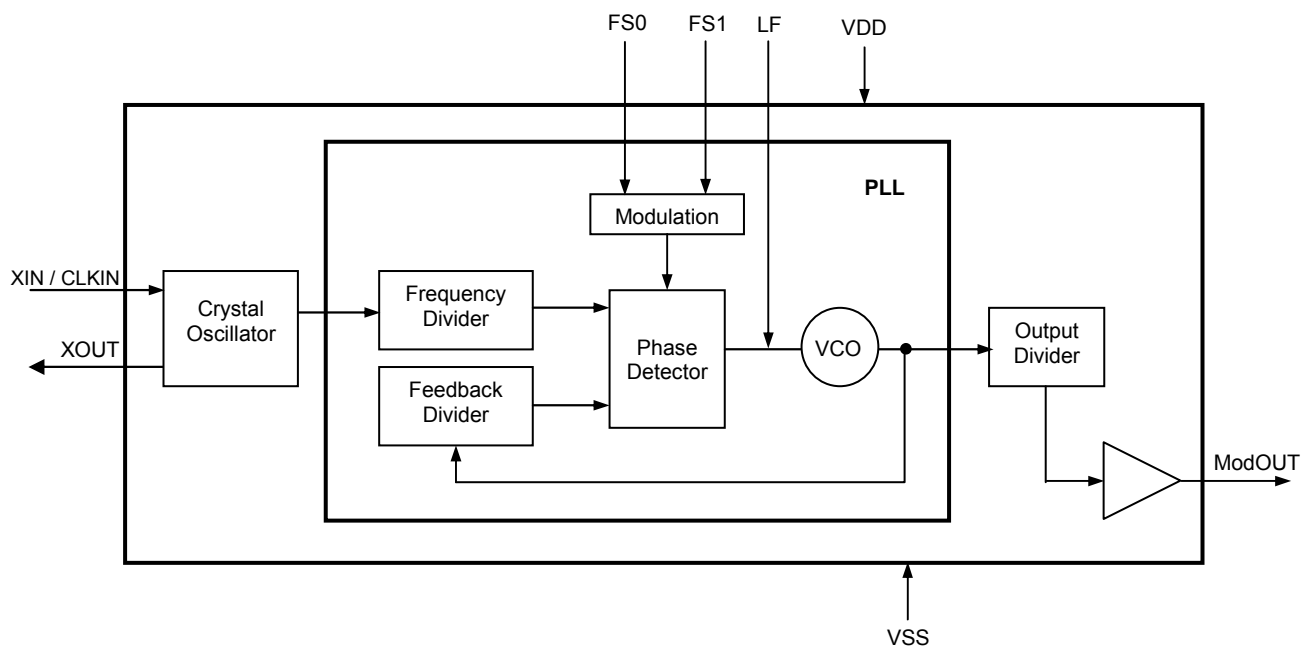 FS0
FS1
LF
VDD
PLL
Modulation
XIN / CLKIN
XOUT
Crystal
Oscillator
Frequency
Divider
Feedback
Divider
Phase
Detector
VCO
Output
Divider
ModOUT
VSS